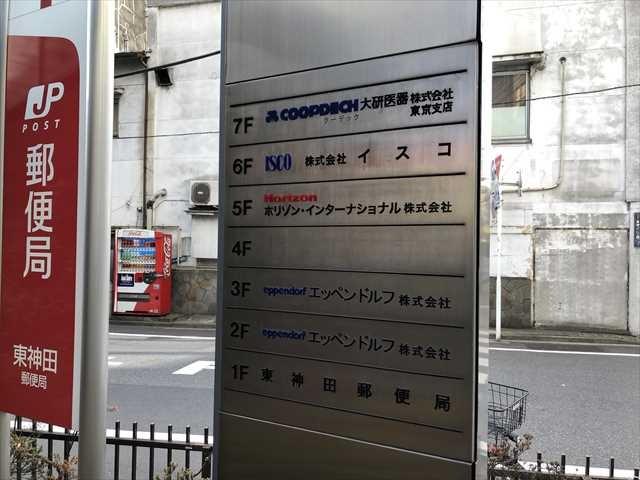 JP
POST
郵便局
東神田
郵便局
7F COOPDECH 大研医器 株式会社 東京支店
クーデック
6F ISCO 株式会社 イスコ
Horizon
5F ホリゾン・インターナショナル 株式会社
4F
3F eppendorf エッペンドルフ 株式会社
2F eppendorf エッペンドルフ 株式会社
1F 東神田郵便局